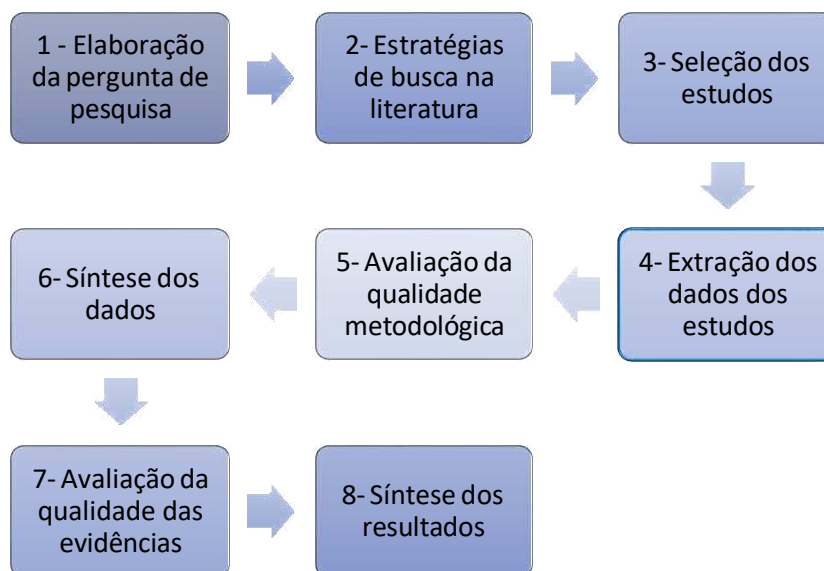 1 - Elaboração
da pergunta de
pesquisa
2- Estratégias
de busca na
literatura
3- Seleção dos
estudos
4- Extração dos
dados dos
estudos
5- Avaliação da
qualidade
metodológica
6- Síntese dos
dados
7- Avaliação da
qualidade das
evidências
8- Síntese dos
resultados